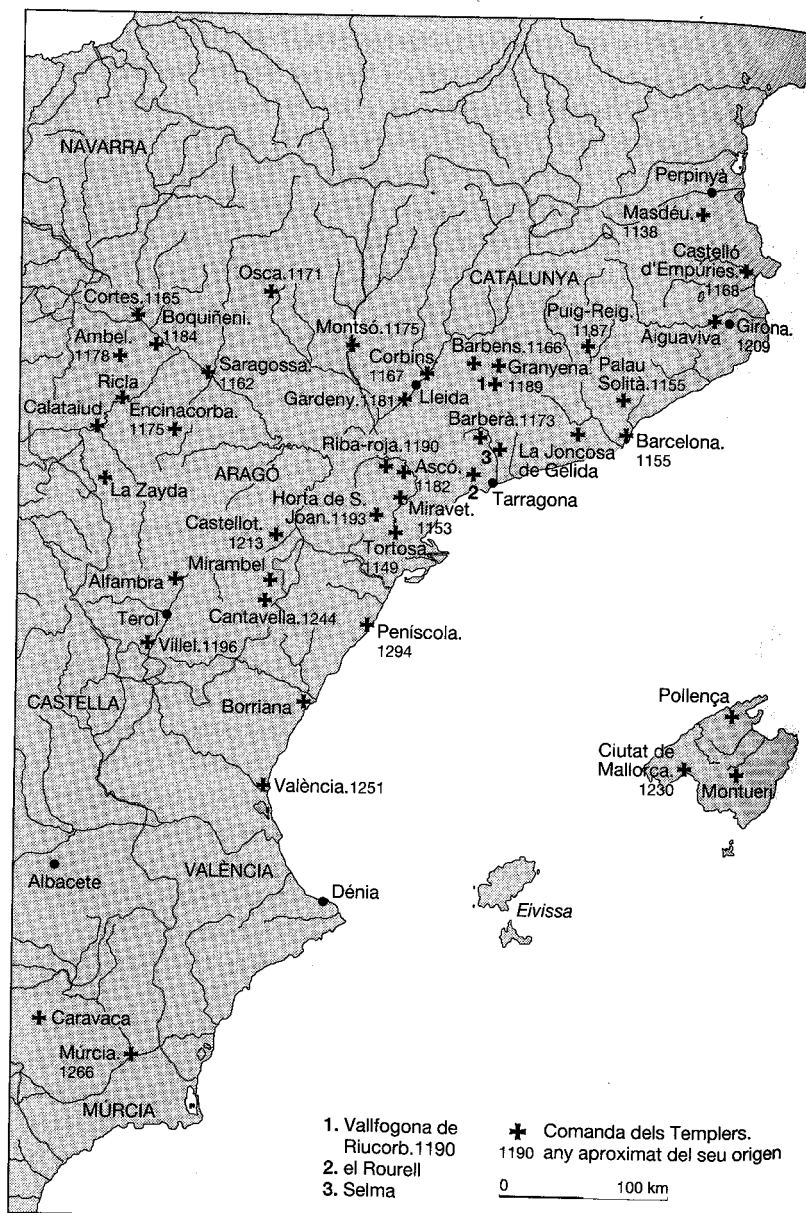 NAVARRA
Perpinyà
Masdéu.
1138
Castelló
d'Empúries.
1168
Osca.1171
CATALUNYA
Cortes.1165
Boquiñeni.
1184
Ambel.
1178
Montsó.1175
Puig-Reig.
1187
Aiguaviva
Girona.
1209
Saragossa.
1162
Corbins.
1167
Barbens.1166
Granyena.
1189
1
Palau
Solità.1155
Ricla
Gardeny.1181
Lleida
Calataiud.
Encinacorba.
1175
Barberà.1173
Barcelona.
1155
Riba-roja.1190
3
La Joncosa
de Gelida
ARAGÓ
Ascó.
1182
2
Tarragona
La Zayda
Horta de S.
Joan.1193
Miravet.
1153
Castellot.
1213
Tortosa.
1149
Mirambel
Alfambra
Cantavella.1244
Terol
Peníscola.
1294
Villel.1196
CASTELLA
Borriana
Pollença
Ciutat de
Mallorca.
1230
Montueri
València.1251
VALÈNCIA
Albacete
Dénia
Eivissa
Caravaca
Múrcia.
1266
MÚRCIA
1. Vallfogona de
Riucorb.1190
2. el Rourell
3. Selma
Comanda dels Templers.
1190 any aproximat del seu origen
0 100 km